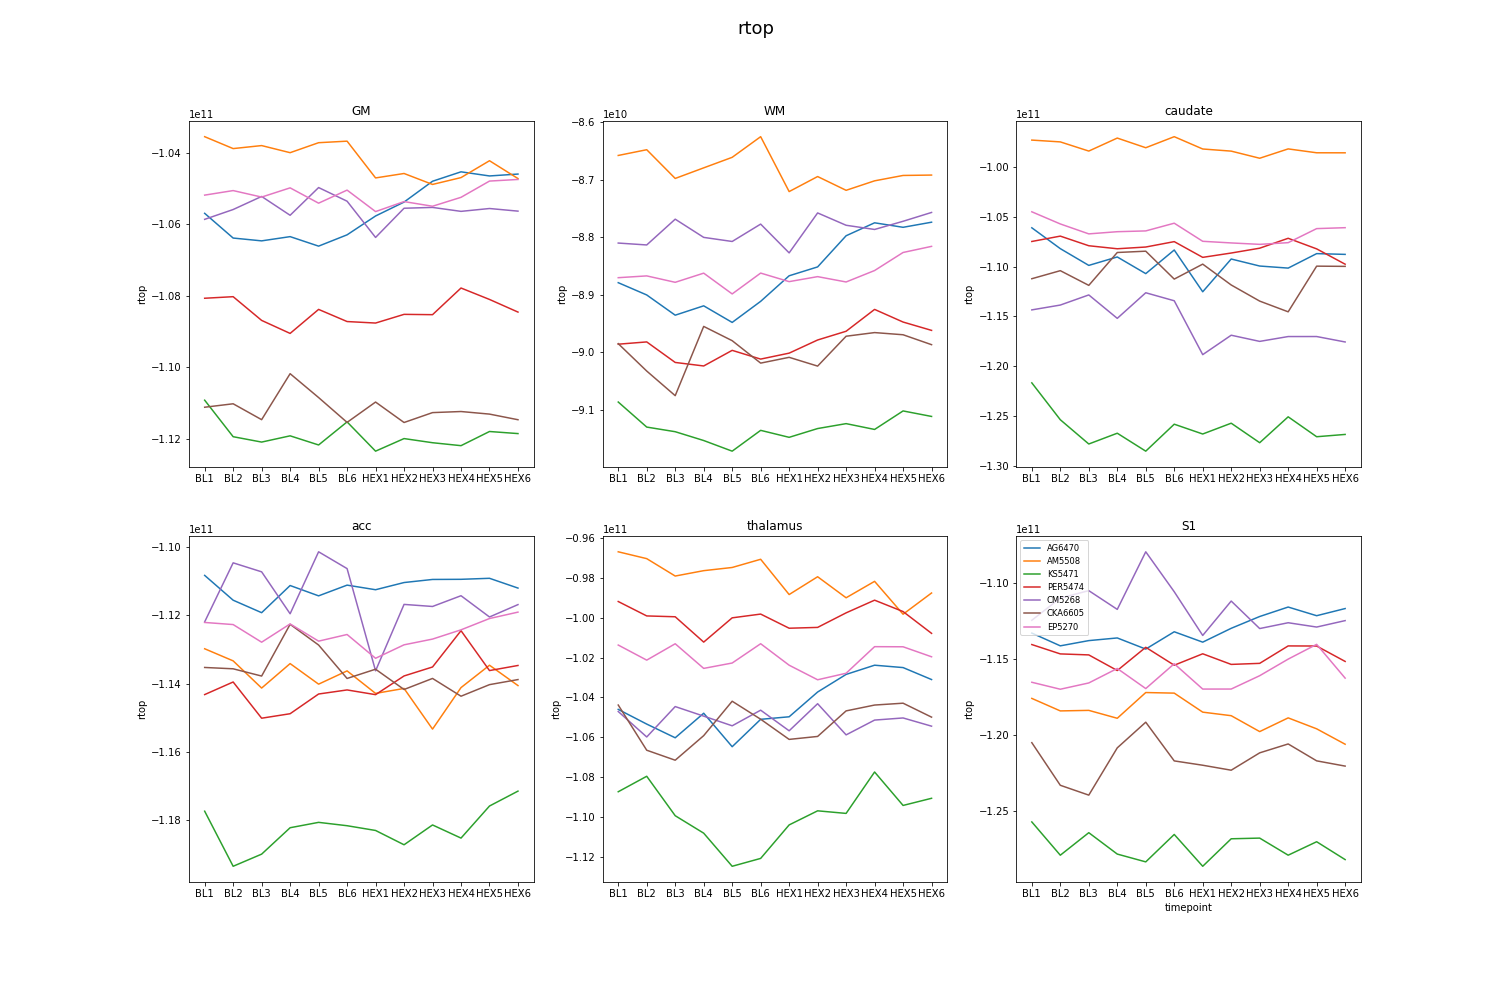 rtop
GM
WM
caudate
1e11
1e10
1e11
−1.04
−1.06
−1.08
−1.10
−1.12
rtop
BL1 BL2 BL3 BL4 BL5 BL6 HEX1 HEX2 HEX3 HEX4 HEX5 HEX6
−8.6
−8.7
−8.8
−8.9
−9.0
−9.1
rtop
BL1 BL2 BL3 BL4 BL5 BL6 HEX1 HEX2 HEX3 HEX4 HEX5 HEX6
−1.00
−1.05
−1.10
−1.15
−1.20
−1.25
−1.30
rtop
BL1 BL2 BL3 BL4 BL5 BL6 HEX1 HEX2 HEX3 HEX4 HEX5 HEX6
acc
thalamus
S1
1e11
1e11
1e11
−1.10
−1.12
−1.14
−1.16
−1.18
rtop
BL1 BL2 BL3 BL4 BL5 BL6 HEX1 HEX2 HEX3 HEX4 HEX5 HEX6
−0.96
−0.98
−1.00
−1.02
−1.04
−1.06
−1.08
−1.10
−1.12
rtop
BL1 BL2 BL3 BL4 BL5 BL6 HEX1 HEX2 HEX3 HEX4 HEX5 HEX6
AG6470
AM5508
KS5471
PER5474
CM5268
CKA6605
EP5270
−1.10
−1.15
−1.20
−1.25
rtop
BL1 BL2 BL3 BL4 BL5 BL6 HEX1 HEX2 HEX3 HEX4 HEX5 HEX6
timepoint